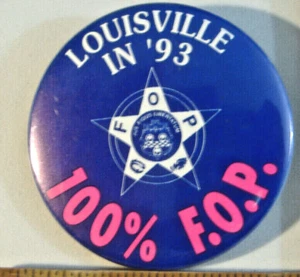 LOUISVILLE
IN '93
F O P
100% F.O.P.